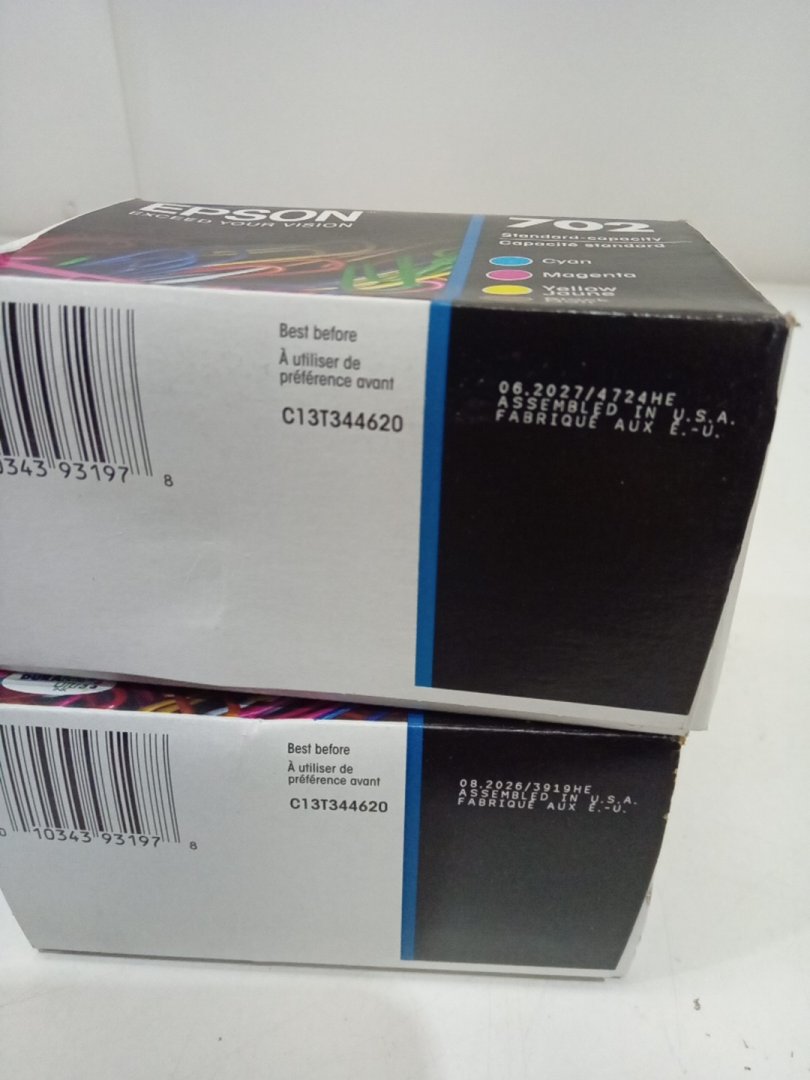 EPSON
EXCEED YOUR VISION
702
Standard-capacity
Capacité standard
Cyan
Magenta
Yellow
Jaune
Best before
À utiliser de
préférence avant
C13T344620
0343 93197 8
06.2027/4724HE
ASSEMBLED IN U.S.A.
FABRIQUÉ AUX É.-U.
Best before
À utiliser de
préférence avant
C13T344620
0 10343 93197 8
08.2026/3919HE
ASSEMBLED IN U.S.A.
FABRIQUÉ AUX É.-U.